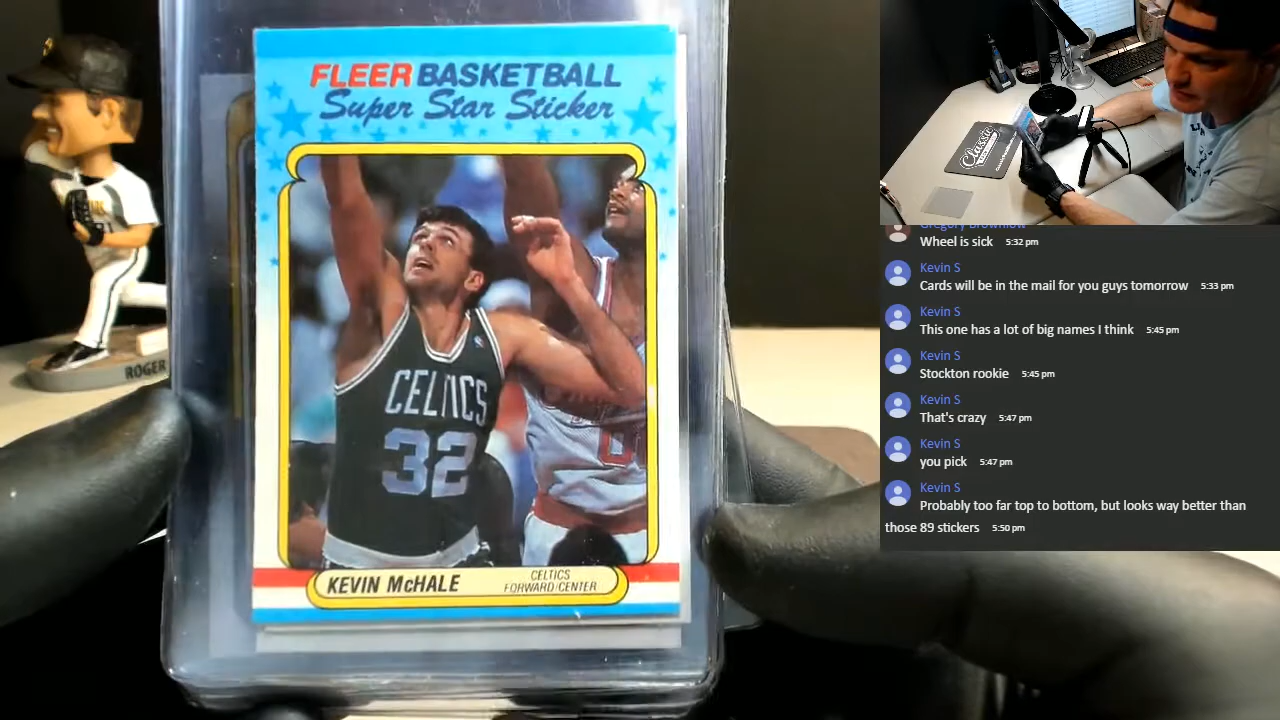 FLEER BASKETBALL
Super Star Sticker
CELTICS
32
KEVIN McHALE
CELTICS
FORWARD/CENTER
ROGER
Classic
Gregory Brownlow
Wheel is sick 5:32 pm
Kevin S
Cards will be in the mail for you guys tomorrow 5:33 pm
Kevin S
This one has a lot of big names I think 5:45 pm
Kevin S
Stockton rookie 5:45 pm
Kevin S
That's crazy 5:47 pm
Kevin S
you pick 5:47 pm
Kevin S
Probably too far top to bottom, but looks way better than
those 89 stickers 5:50 pm